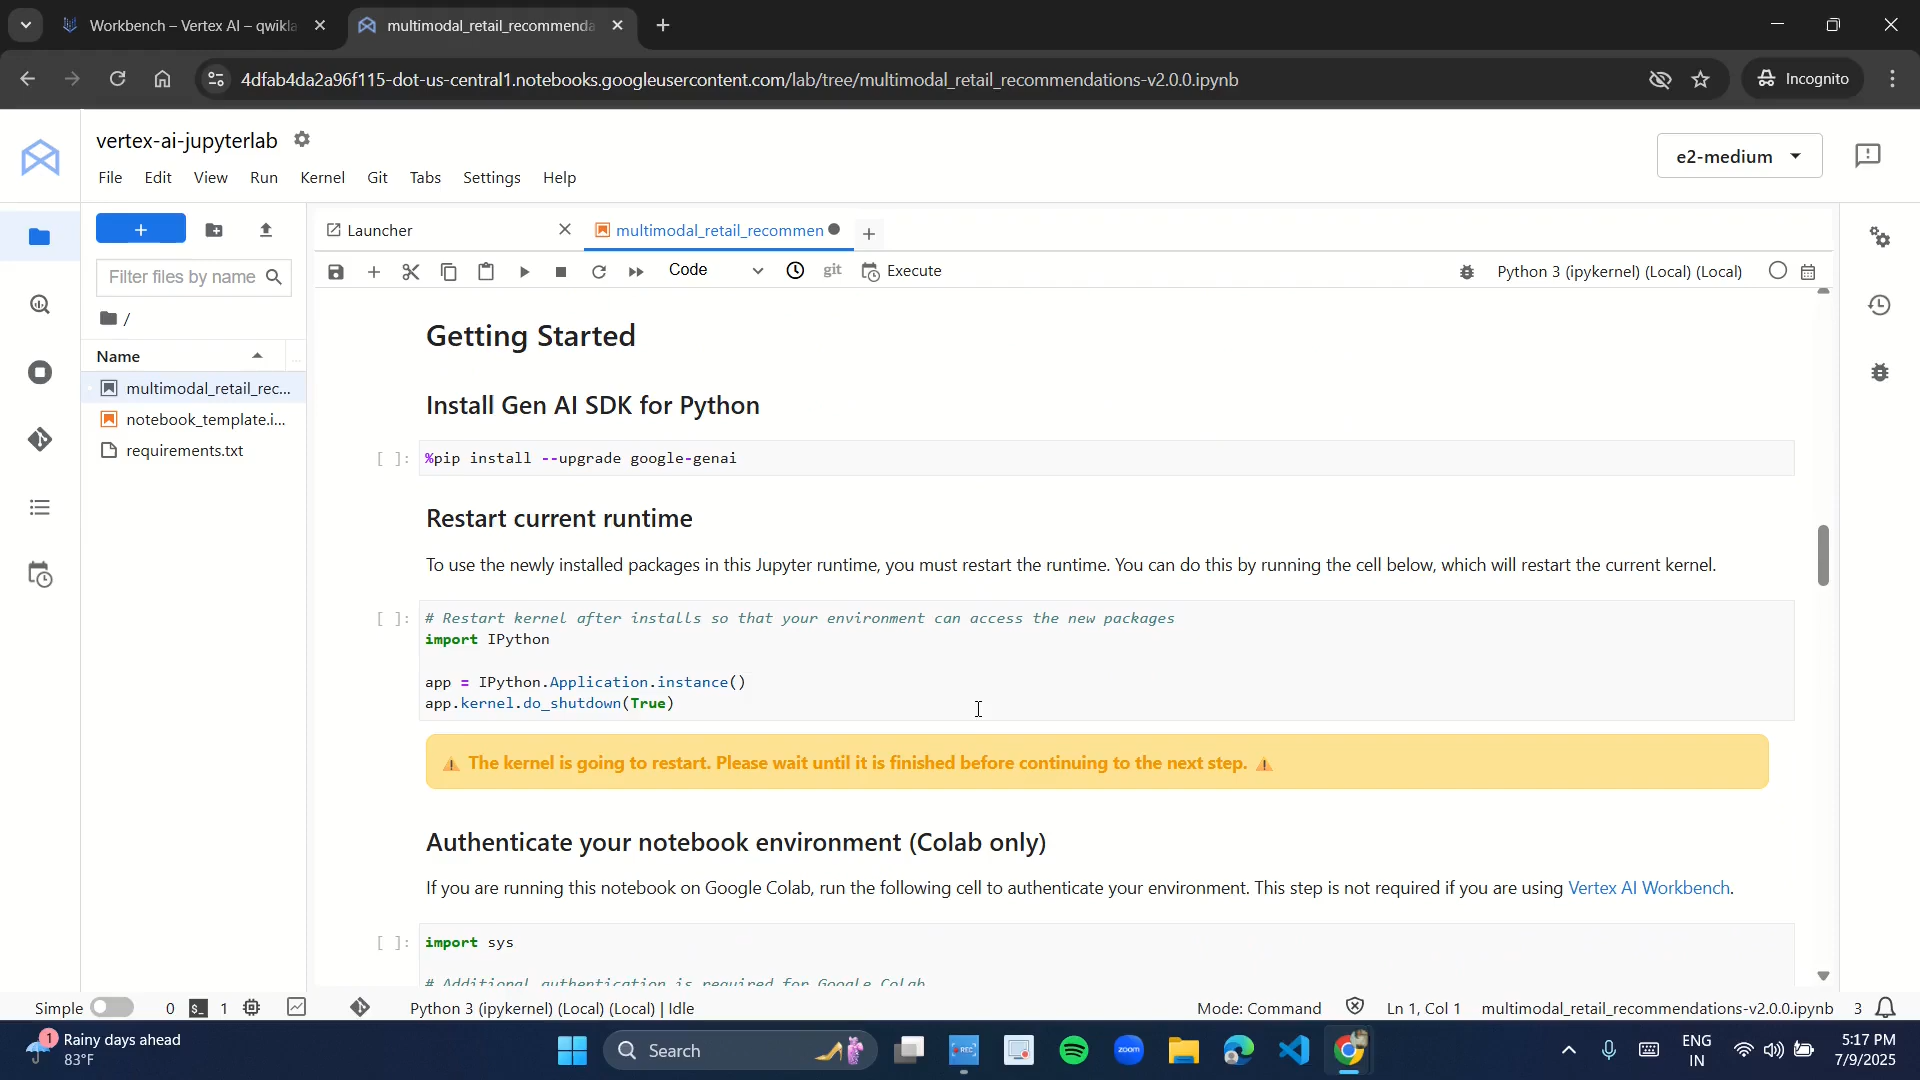 Workbench – Vertex AI – qwikla
multimodal_retail_recommenda
4dfab4da2a96f115-dot-us-central1.notebooks.googleusercontent.com/lab/tree/multimodal_retail_recommendations-v2.0.0.ipynb
Incognito
vertex-ai-jupyterlab
e2-medium
File Edit View Run Kernel Git Tabs Settings Help
Launcher
multimodal_retail_recommen
Code
git
Execute
Python 3 (ipykernel) (Local) (Local)
Filter files by name
/
Name
multimodal_retail_rec...
notebook_template.i...
requirements.txt
Getting Started
Install Gen AI SDK for Python
[ ]: %pip install --upgrade google-genai
Restart current runtime
To use the newly installed packages in this Jupyter runtime, you must restart the runtime. You can do this by running the cell below, which will restart the current kernel.
[ ]: # Restart kernel after installs so that your environment can access the new packages
import IPython
app = IPython.Application.instance()
app.kernel.do_shutdown(True)
⚠ The kernel is going to restart. Please wait until it is finished before continuing to the next step. ⚠
Authenticate your notebook environment (Colab only)
If you are running this notebook on Google Colab, run the following cell to authenticate your environment. This step is not required if you are using Vertex AI Workbench.
[ ]: import sys
# Additional authentication is required for Google Colab
Simple 0 1 Python 3 (ipykernel) (Local) (Local) | Idle Mode: Command Ln 1, Col 1 multimodal_retail_recommendations-v2.0.0.ipynb 3
1
Rainy days ahead
83°F
Search
REC
zoom
ENG
IN
5:17 PM
7/9/2025